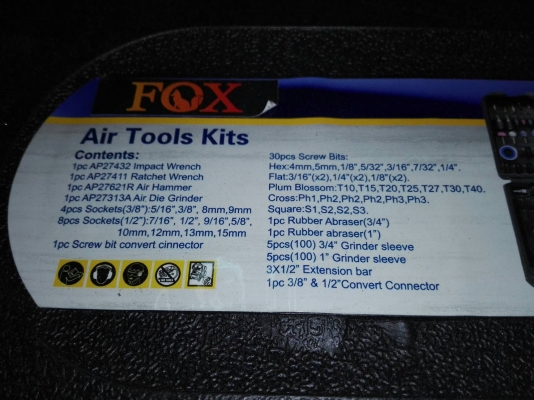 FOX
Air Tools Kits
Contents:
1pc AP27432 Impact Wrench
1pc AP27411 Ratchet Wrench
1pc AP27621R Air Hammer
1pc AP27313A Air Die Grinder
4pcs Sockets(3/8"):5/16",3/8", 8mm,9mm
8pcs Sockets(1/2"):7/16", 1/2", 9/16",5/8",
10mm,12mm,13mm,15mm
1pc Screw bit convert cinnector
30pcs Screw Bits:
Hex:4mm,5mm,1/8",5/32",3/16",7/32",1/4".
Flat:3/16"(x2),1/4"(x2),1/8"(x2).
Plum Blossom:T10,T15,T20,T25,T27,T30,T40.
Cross:Ph1,Ph2,Ph2,Ph2,Ph3,Ph3.
Square:S1,S2,S2,S3.
1pc Rubber Abraser(3/4")
1pc Rubber abraser(1")
5pcs(100) 3/4" Grinder sleeve
5pcs(100) 1" Grinder sleeve
3X1/2" Extension bar
1pc 3/8" & 1/2"Convert Connector